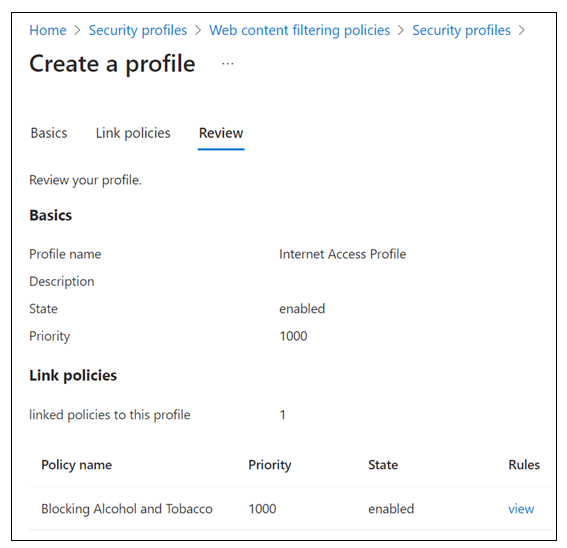 Home > Security profiles > Web content filtering policies > Security profiles >
Create a profile ...
Basics Link policies Review
Review your profile.
Basics
Profile name Internet Access Profile
Description
State enabled
Priority 1000
Link policies
linked policies to this profile 1
Policy name Priority State Rules
Blocking Alcohol and Tobacco 1000 enabled view